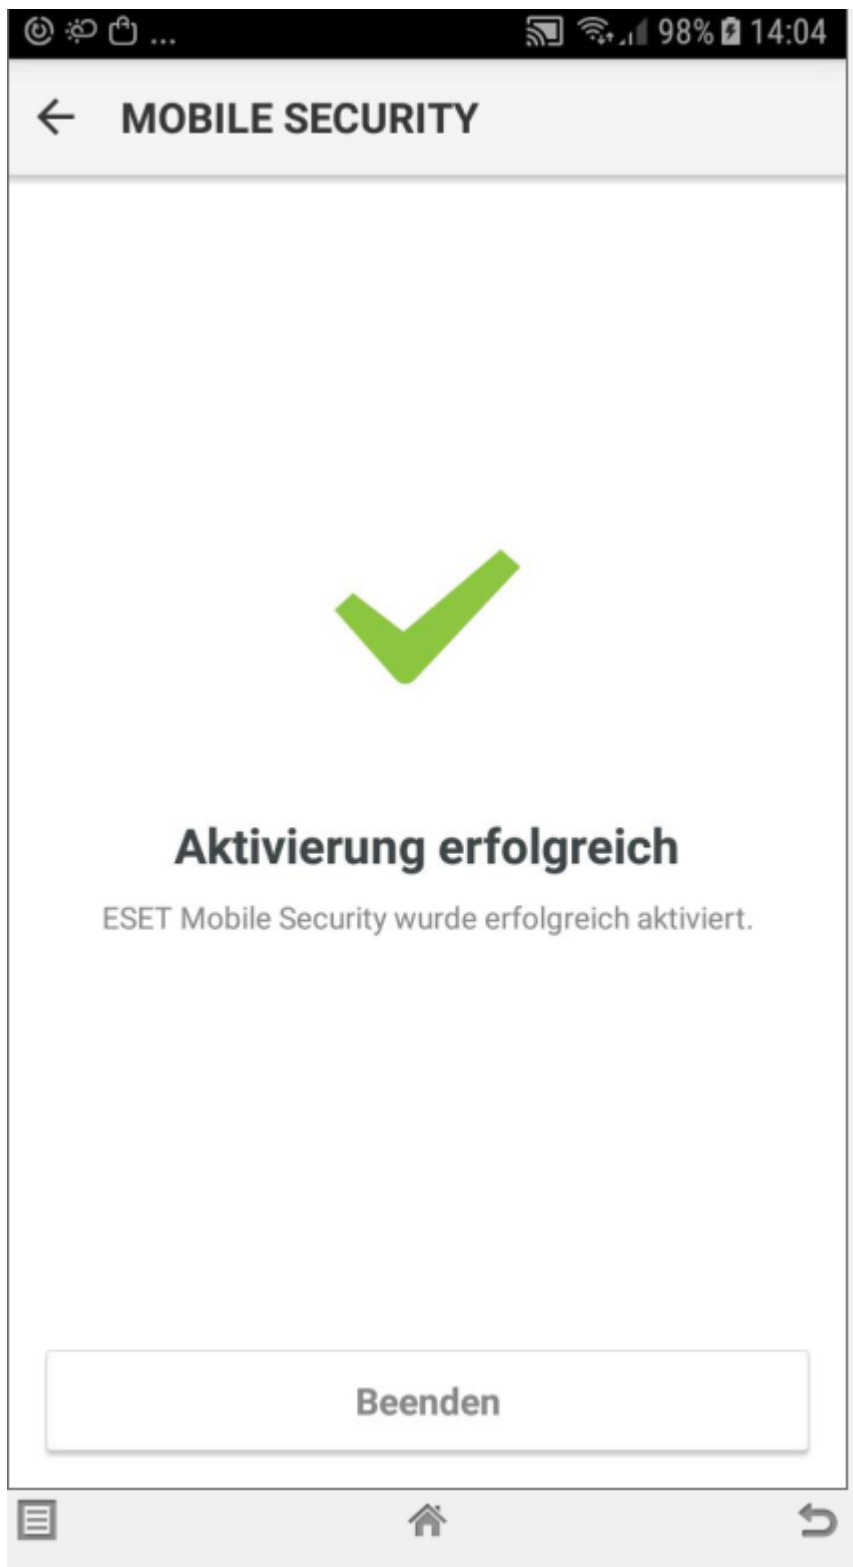 ... 98% 14:04
MOBILE SECURITY
Aktivierung erfolgreich
ESET Mobile Security wurde erfolgreich aktiviert.
Beenden